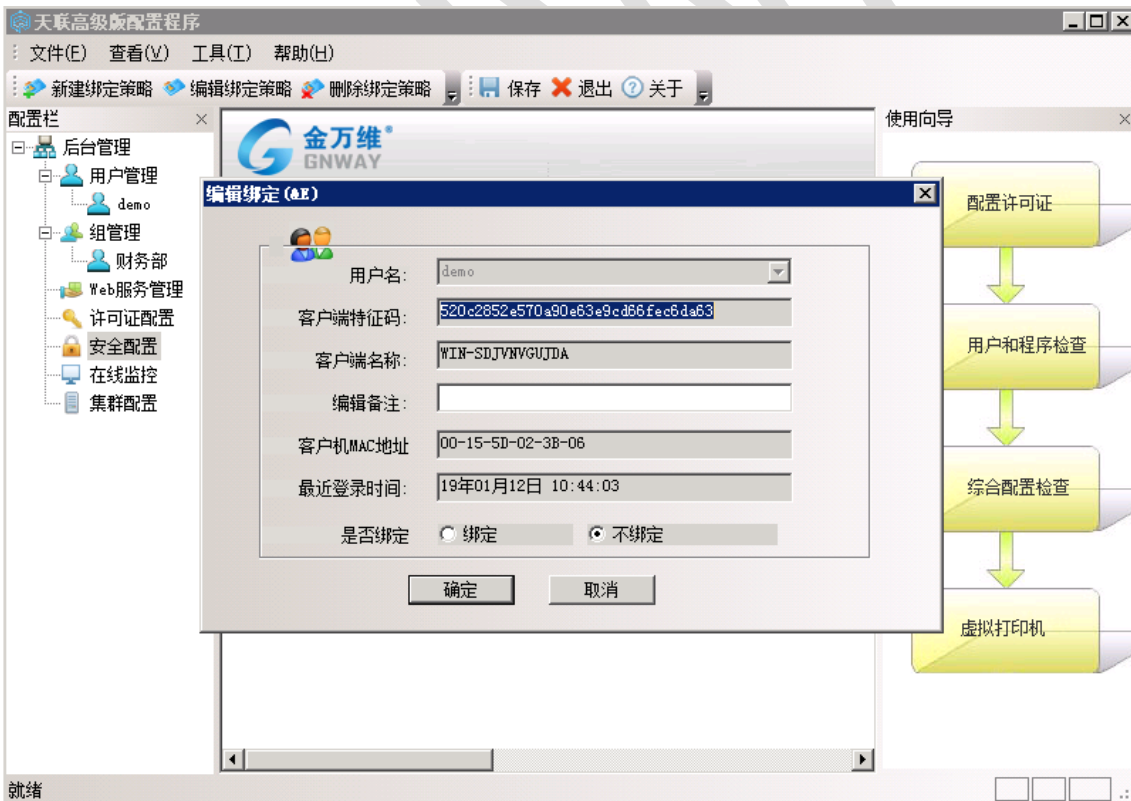 天联高级版配置程序
文件(F) 查看(V) 工具(T) 帮助(H)
新建绑定策略 编辑绑定策略 删除绑定策略 保存 退出 关于
配置栏
后台管理
用户管理
demo
组管理
财务部
Web服务管理
许可证配置
安全配置
在线监控
集群配置
金万维®
GNWAY
编辑绑定(&E)
用户名: demo
客户端特征码: 520c2852e570a90e63e9cd66fec6da63
客户端名称: WIN-SDJVNVGUJDA
编辑备注:
客户机MAC地址 00-15-5D-02-3B-06
最近登录时间: 19年01月12日 10:44:03
是否绑定 绑定 不绑定
确定 取消
使用向导
配置许可证
用户和程序检查
综合配置检查
虚拟打印机
就绪